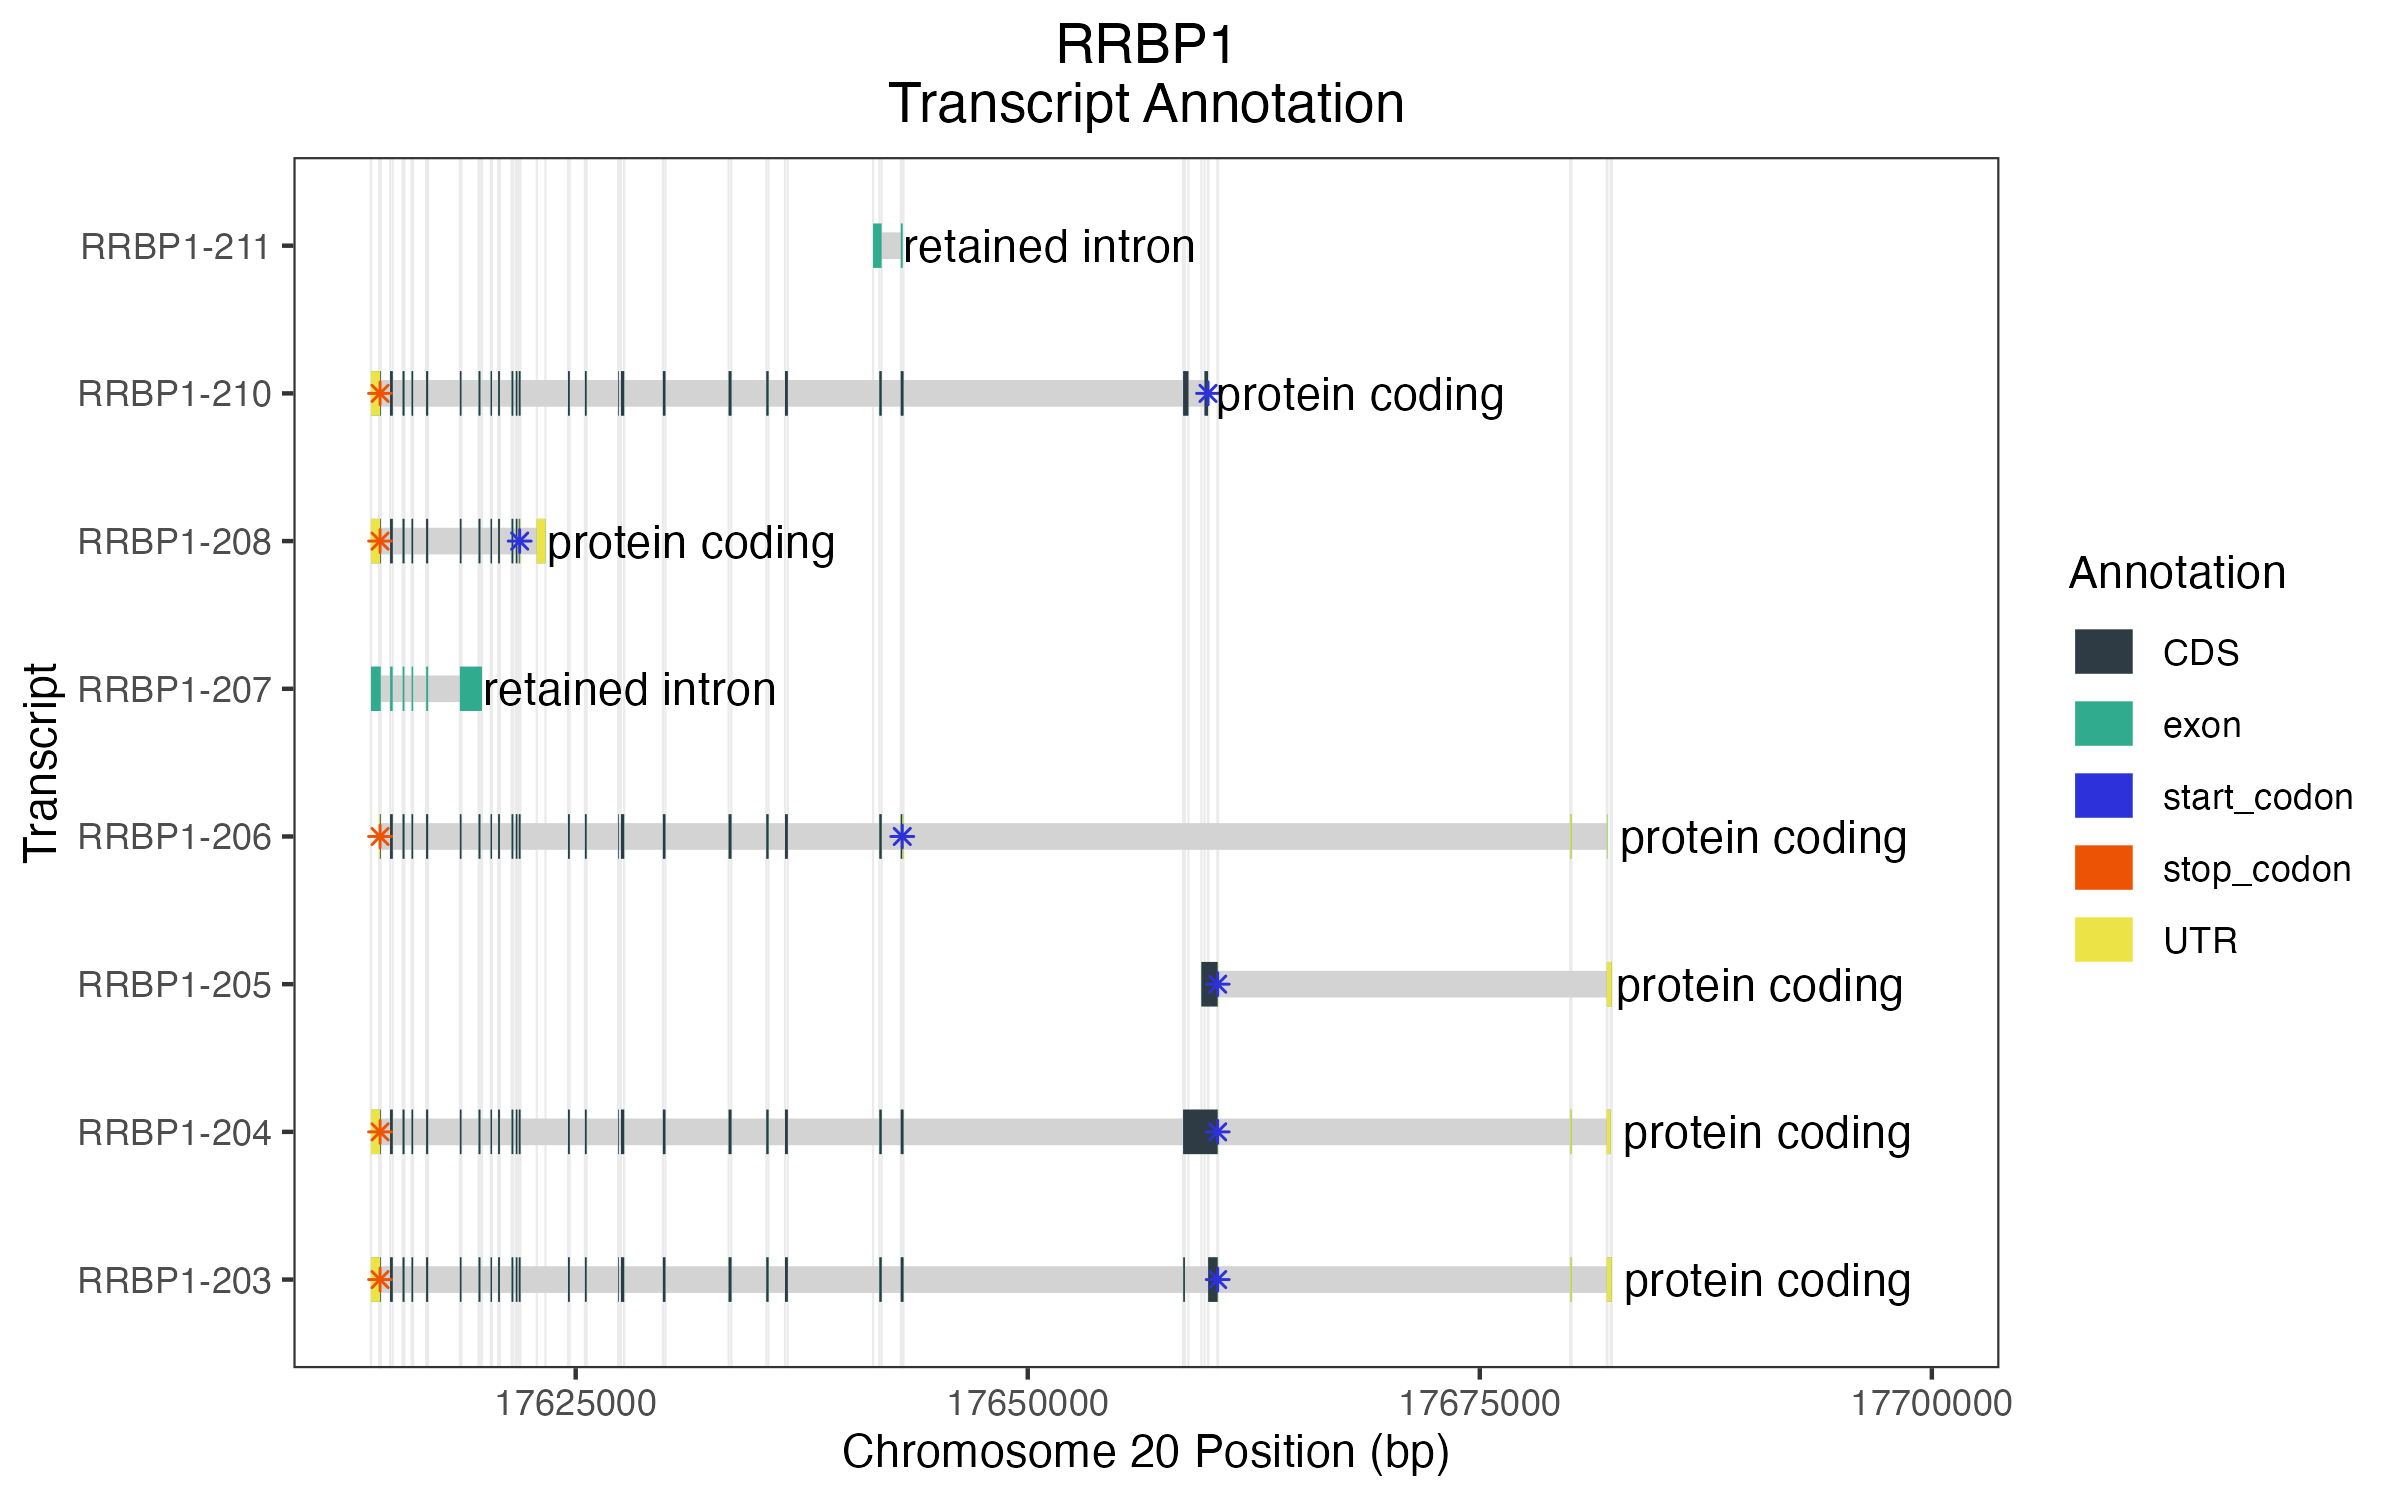 RRBP1
Transcript Annotation
RRBP1-211
retained intron
RRBP1-210
protein coding
RRBP1-208
protein coding
RRBP1-207
retained intron
RRBP1-206
protein coding
RRBP1-205
protein coding
RRBP1-204
protein coding
RRBP1-203
protein coding
Transcript
17625000
17650000
17675000
17700000
Chromosome 20 Position (bp)
Annotation
CDS
exon
start_codon
stop_codon
UTR